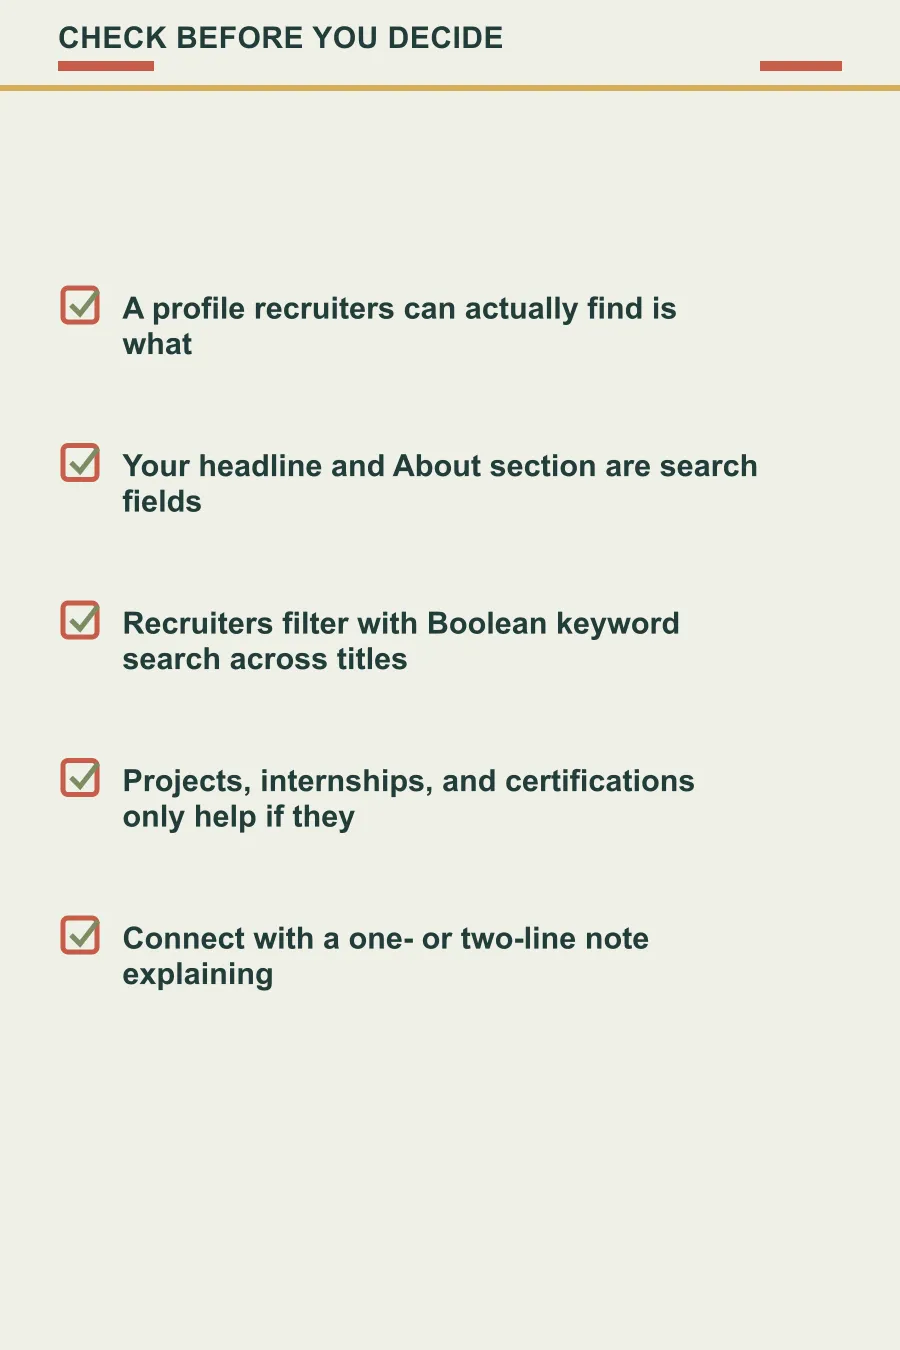 CHECK BEFORE YOU DECIDE
A profile recruiters can actually find is
what
Your headline and About section are search
fields
Recruiters filter with Boolean keyword
search across titles
Projects, internships, and certifications
only help if they
Connect with a one- or two-line note
explaining